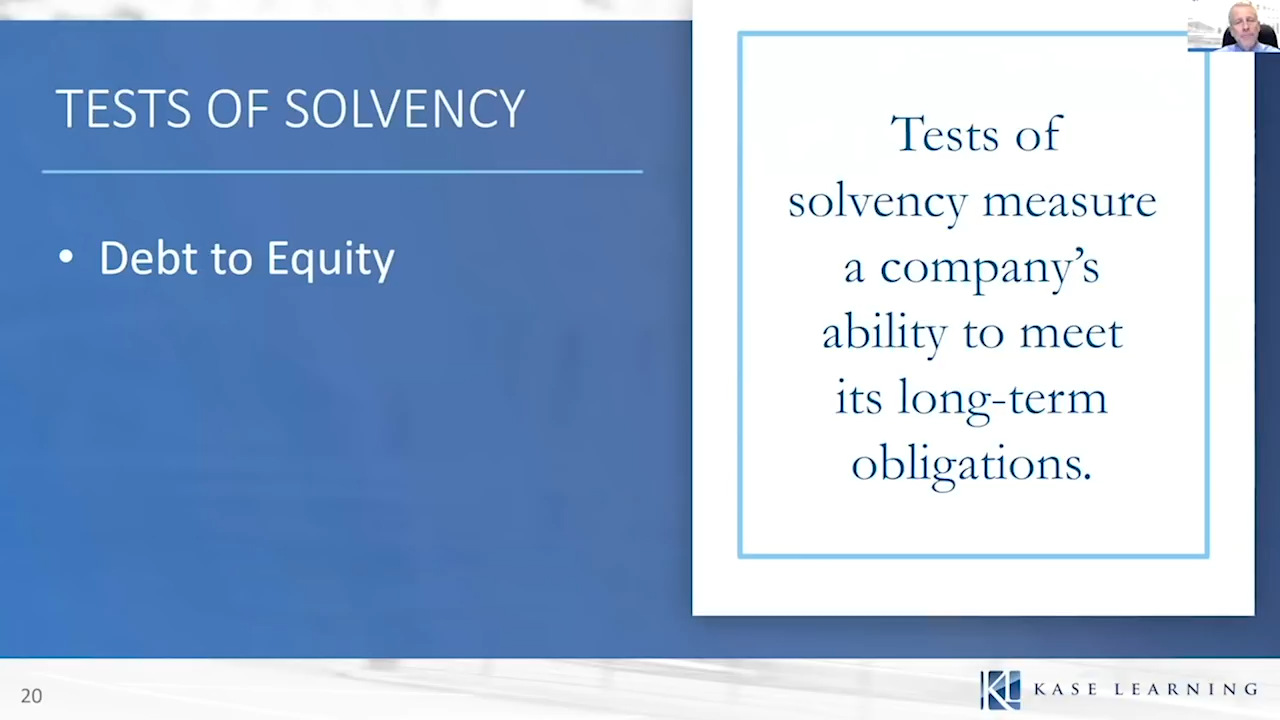 TESTS OF SOLVENCY
• Debt to Equity
Tests of
solvency measure
a company’s
ability to meet
its long-term
obligations.
20
KL KASE LEARNING